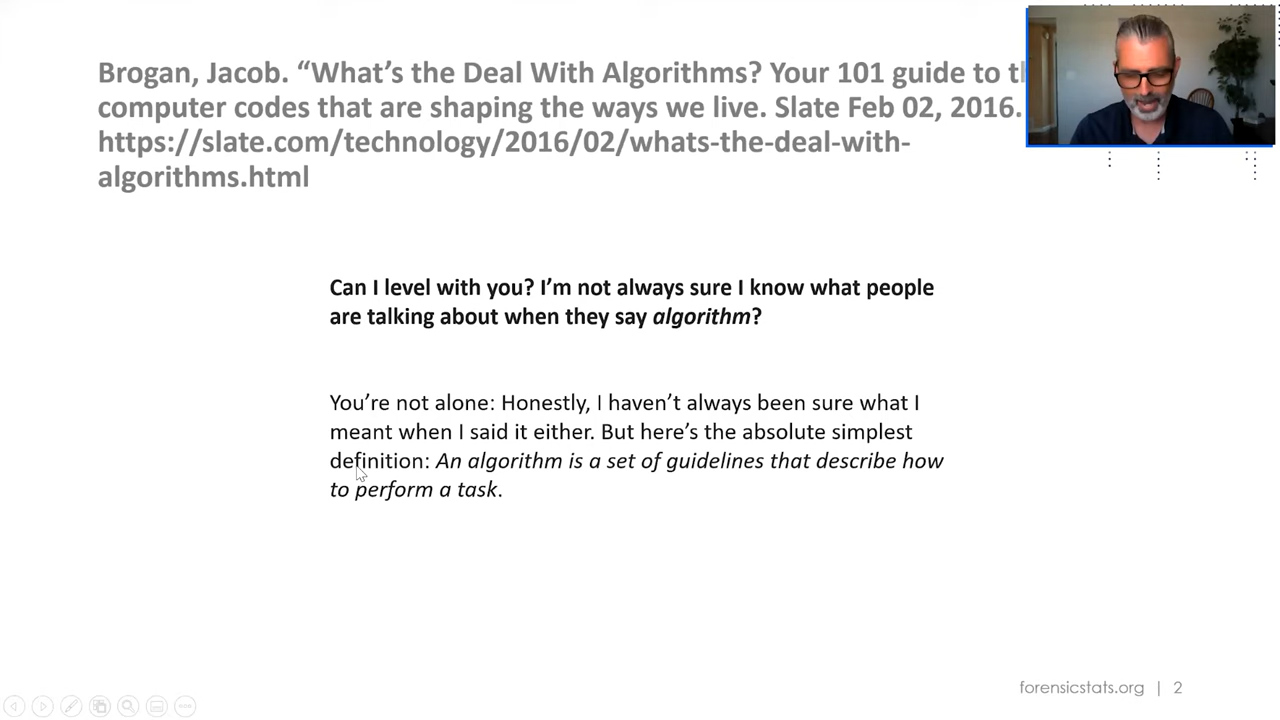 Brogan, Jacob. “What’s the Deal With Algorithms? Your 101 guide to
computer codes that are shaping the ways we live. Slate Feb 02, 2016.
https://slate.com/technology/2016/02/whats-the-deal-with-
algorithms.html
Can I level with you? I’m not always sure I know what people
are talking about when they say algorithm?
You’re not alone: Honestly, I haven’t always been sure what I
meant when I said it either. But here’s the absolute simplest
definition: An algorithm is a set of guidelines that describe how
to perform a task.
forensicstats.org | 2